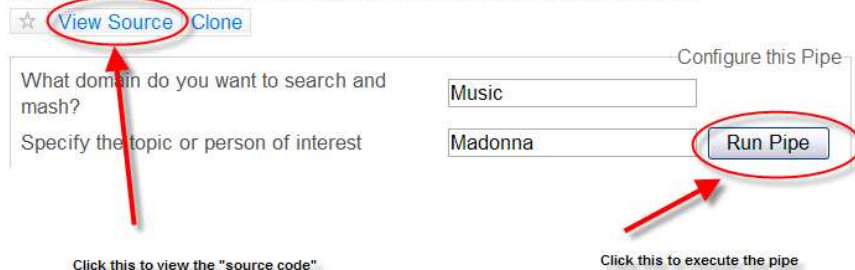 View Source Clone
Configure this Pipe
What domain do you want to search and
mash?
Music
Specify the topic or person of interest
Madonna
Run Pipe
Click this to view the "source code"
Click this to execute the pipe